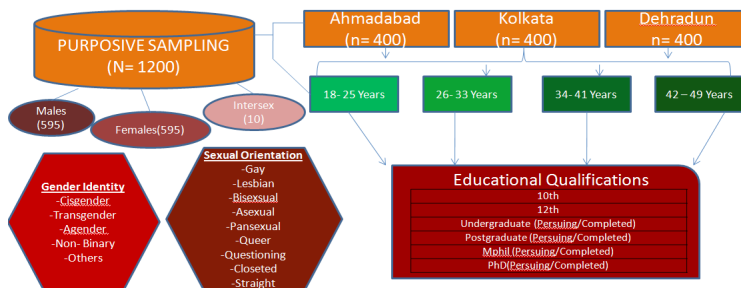 PURPOSIVE SAMPLING
(N= 1200)
Ahmadabad
(n= 400)
Kolkata
(n= 400)
Dehradun
n= 400
Males
(595)
Females(595)
Intersex
(10)
18- 25 Years
26- 33 Years
34- 41 Years
42 – 49 Years
Gender Identity
-Cisgender
-Transgender
-Agender
-Non- Binary
-Others
Sexual Orientation
-Gay
-Lesbian
-Bisexsual
-Asexual
-Pansexual
-Queer
-Questioning
-Closeted
-Straight
Educational Qualifications
10th
12th
Undergraduate (Persuing/Completed)
Postgraduate (Persuing/Completed)
Mphil (Persuing/Completed)
PhD(Persuing/Completed)